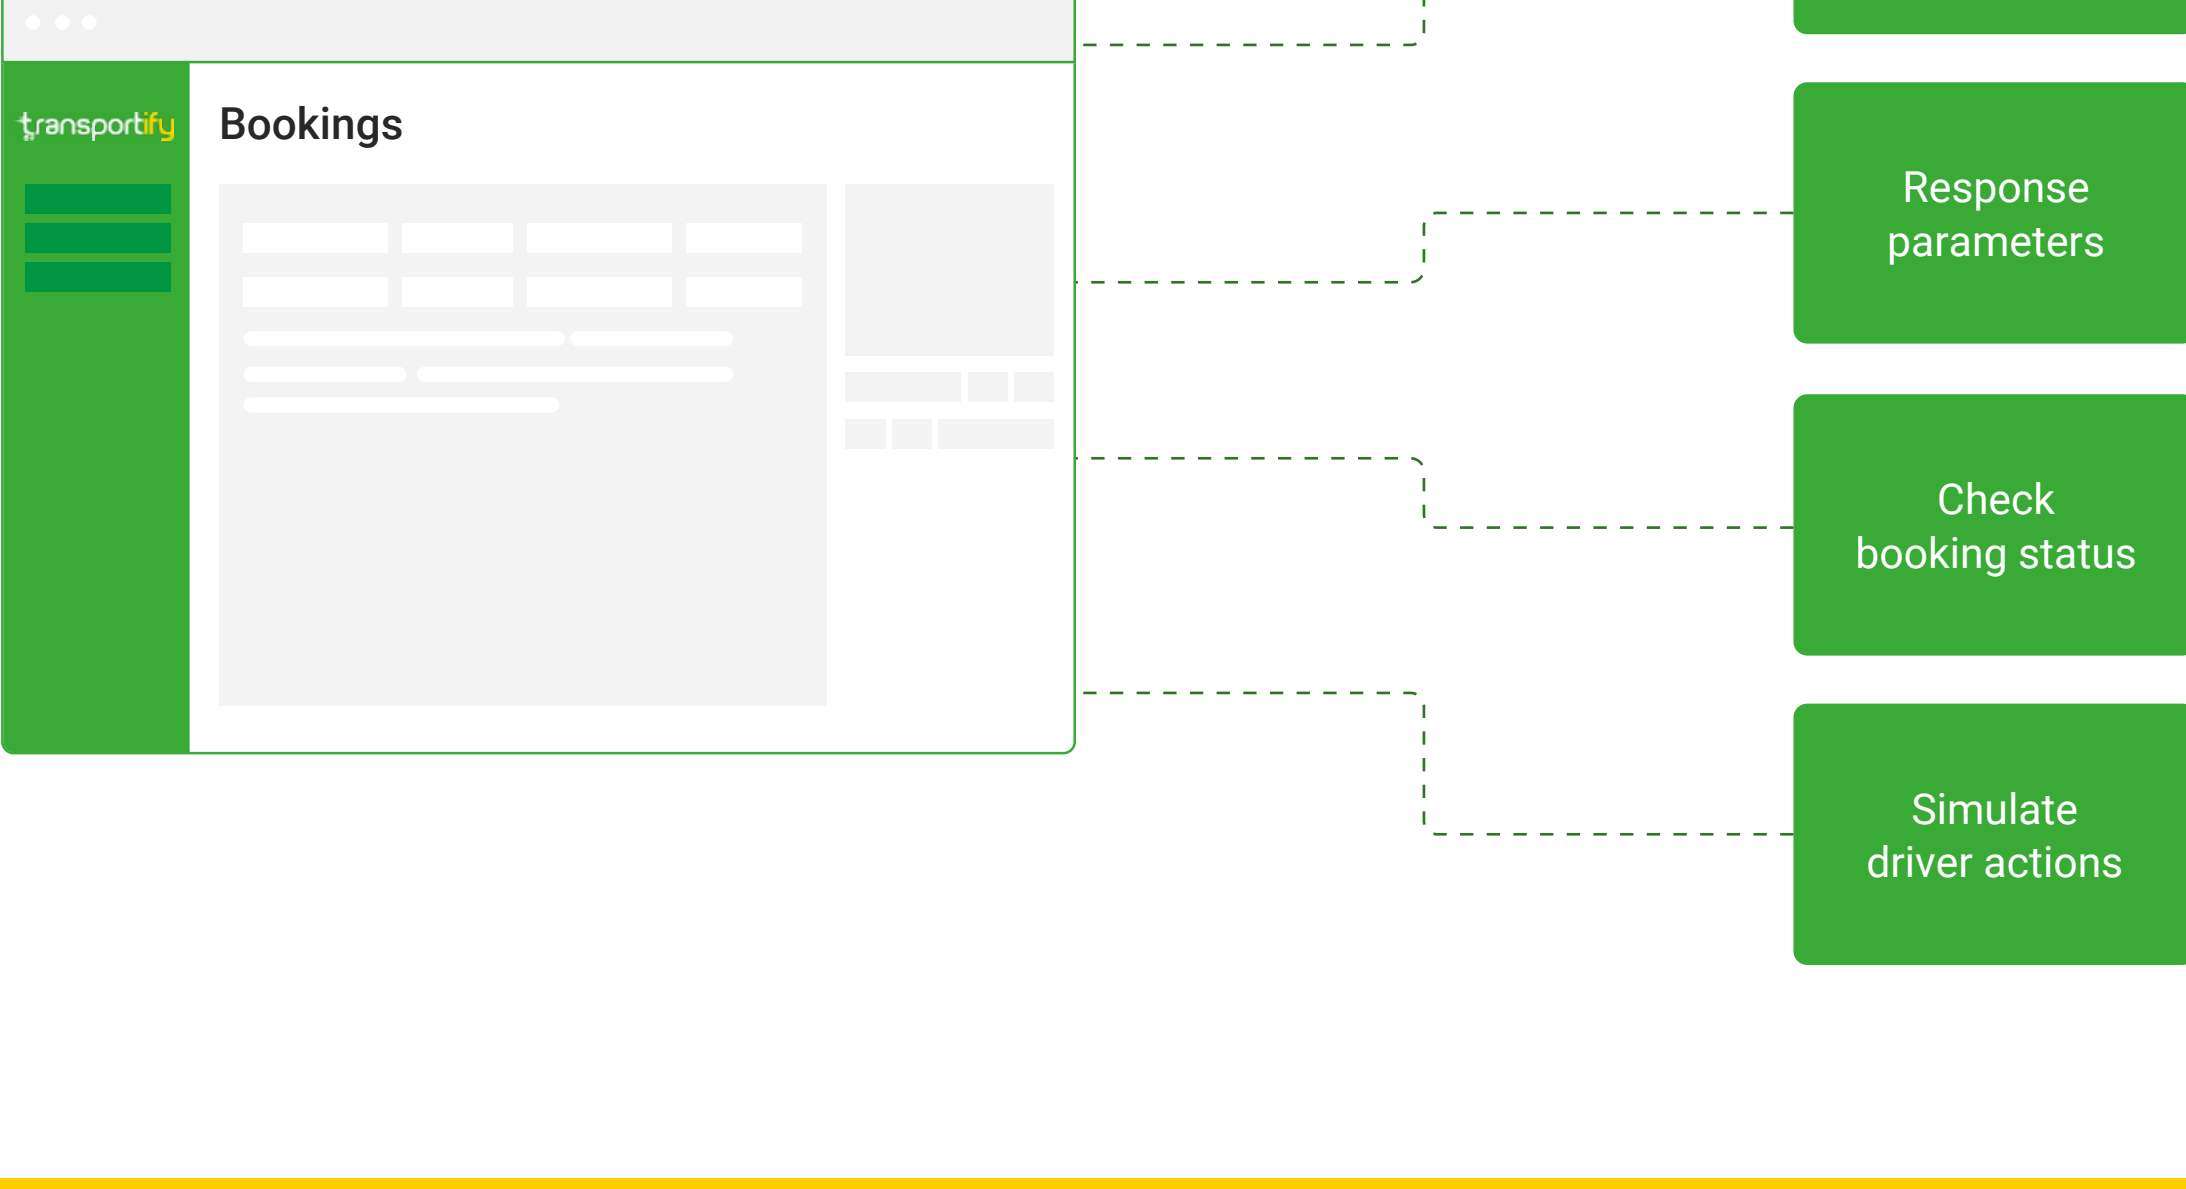 transportify
Bookings
Response
parameters
Check
booking status
Simulate
driver actions